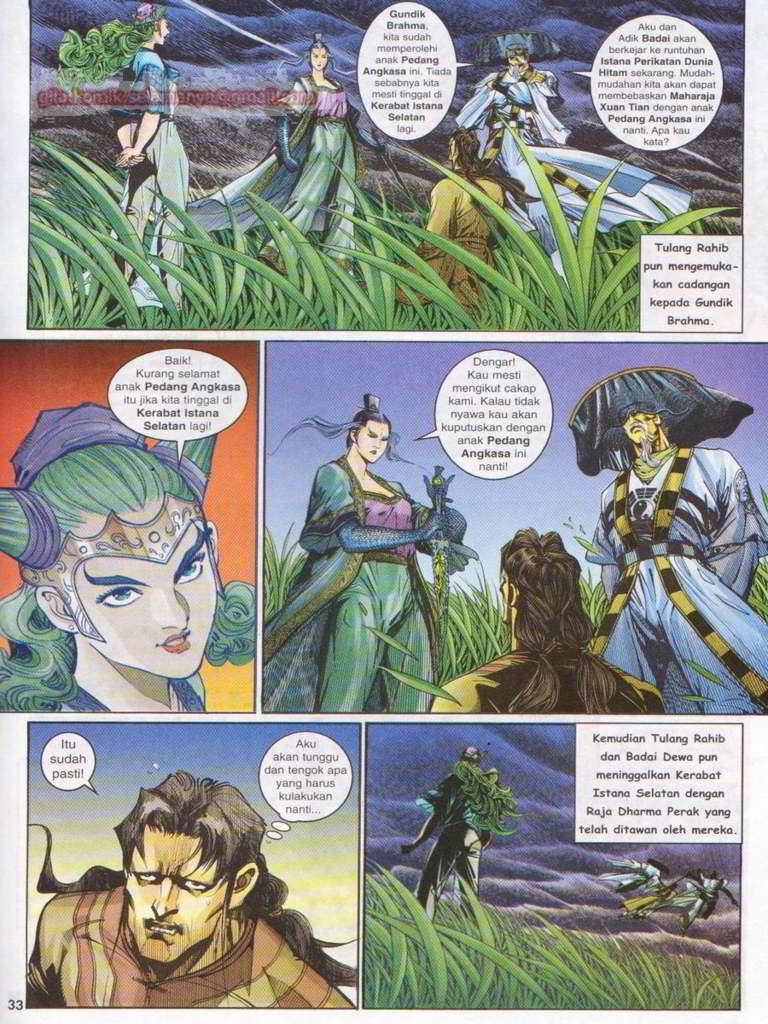 Gundik
Brahma,
kita sudah
memperolehi
anak Pedang
Angkasa ini. Tiada
sebabnya kita
mesti tinggal di
Kerabat Istana
Selatan
lagi.
Aku dan
Adik Badai akan
berkejar ke runtuhan
Istana Perikatan Dunia
Hitam sekarang. Mudah-
mudahan kita akan dapat
membebaskan Maharaja
Xuan Tian dengan anak
Pedang Angkasa ini
nanti. Apa kau
kata?
Tulang Rahib
pun mengemuka-
kan cadangan
kepada Gundik
Brahma.
Baik!
Kurang selamat
anak Pedang Angkasa
itu jika kita tinggal di
Kerabat Istana
Selatan lagi!
Dengar!
Kau mesti
mengikut cakap
kami. Kalau tidak
nyawa kau akan
kuputuskan dengan
anak Pedang
Angkasa ini
nanti!
Itu
sudah
pasti!
Aku
akan tunggu
dan tengok apa
yang harus
kulakukan
nanti...
Kemudian Tulang Rahib
dan Badai Dewa pun
meninggalkan Kerabat
Istana Selatan dengan
Raja Dharma Perak yang
telah ditawan oleh mereka.
33